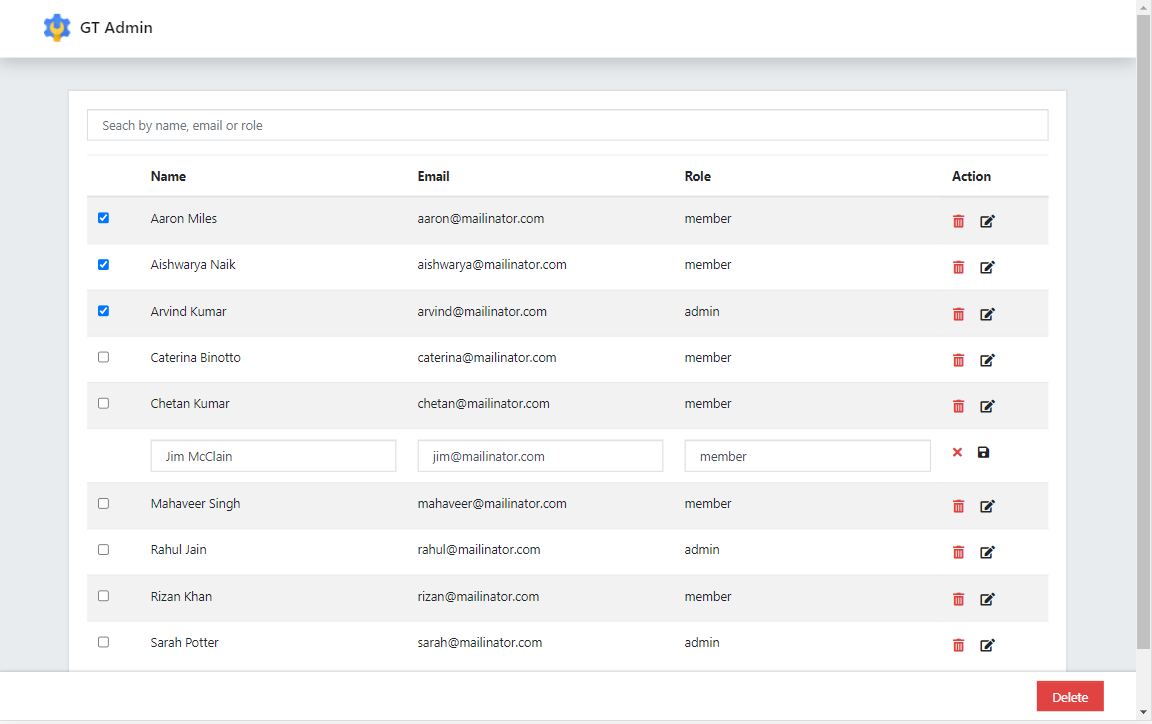 GT Admin
Seach by name, email or role
Name Email Role Action
Aaron Miles aaron@mailinator.com member
Aishwarya Naik aishwarya@mailinator.com member
Arvind Kumar arvind@mailinator.com admin
Caterina Binotto caterina@mailinator.com member
Chetan Kumar chetan@mailinator.com member
Jim McClain jim@mailinator.com member
Mahaveer Singh mahaveer@mailinator.com member
Rahul Jain rahul@mailinator.com admin
Rizan Khan rizan@mailinator.com member
Sarah Potter sarah@mailinator.com admin
Delete